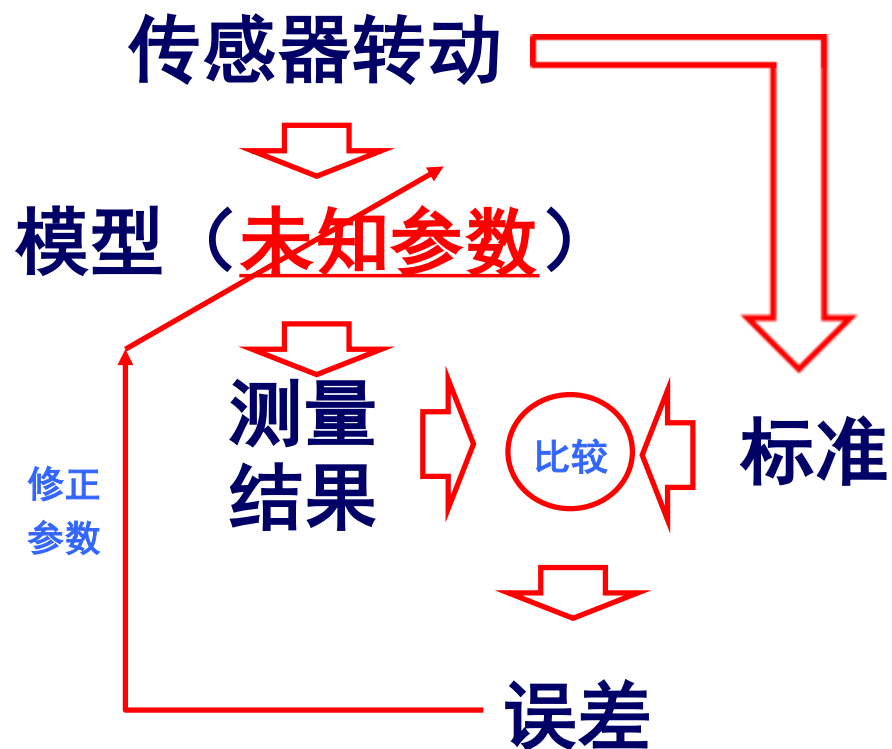 传感器转动
模型（未知参数）
测量
结果
比较
标准
修正
参数
误差